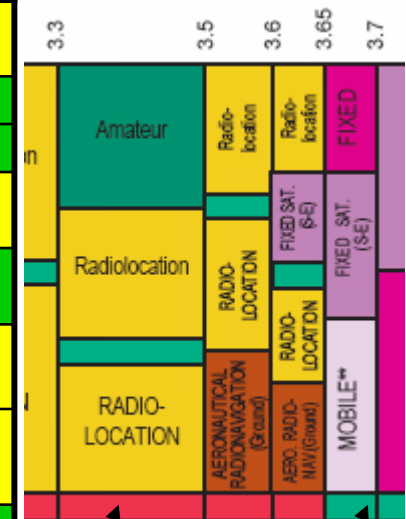 3.3
3.5
3.6
3.65
3.7
n
Amateur
Radiolocation
RADIO-
LOCATION
Radio-
location
RADIO-
LOCATION
AERONAUTICAL
RADIONAVIGATION
(Ground)
Radio-
location
FIXED SAT.
(S-E)
RADIO-
LOCATION
AERO. RADIO-
NAV.(Ground)
FIXED
FIXED SAT.
(S-E)
MOBILE**